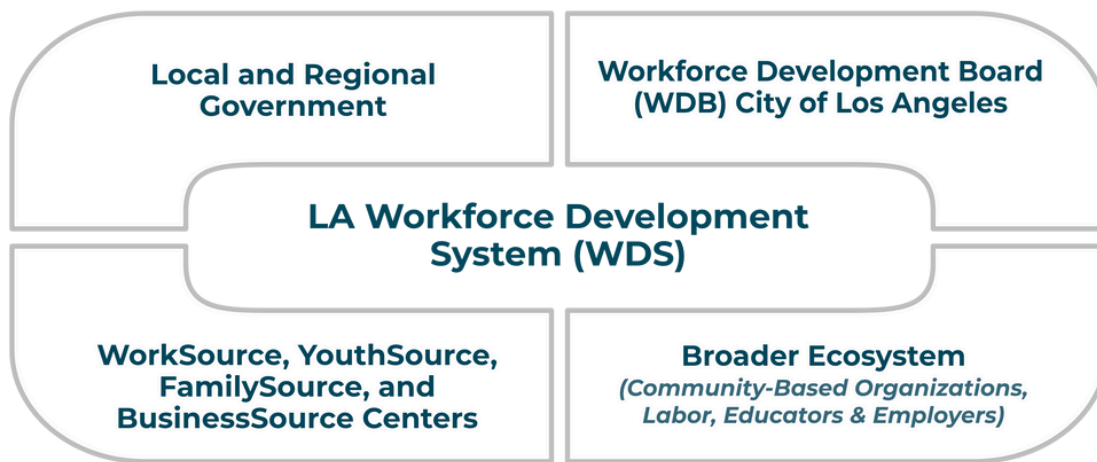 Local and Regional
Government
Workforce Development Board
(WDB) City of Los Angeles
LA Workforce Development
System (WDS)
WorkSource, YouthSource,
FamilySource, and
BusinessSource Centers
Broader Ecosystem
(Community-Based Organizations,
Labor, Educators & Employers)